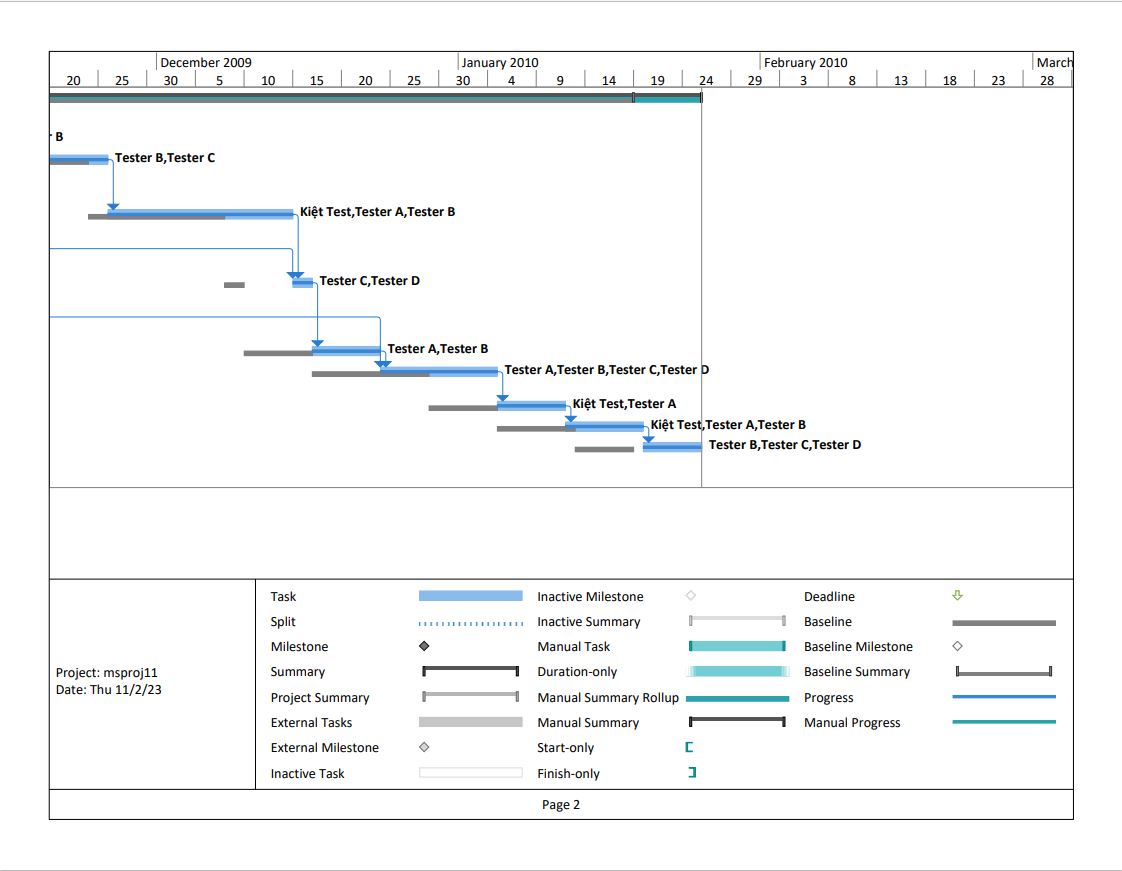 December 2009 January 2010 February 2010 March
20 25 30 5 10 15 20 25 30 4 9 14 19 24 29 3 8 13 18 23 28
B
Tester B,Tester C
Kiệt Test,Tester A,Tester B
Tester C,Tester D
Tester A,Tester B
Tester A,Tester B,Tester C,Tester D
Kiệt Test,Tester A
Kiệt Test,Tester A,Tester B
Tester B,Tester C,Tester D
Project: msproj11
Date: Thu 11/2/23
Task
Split
Milestone
Summary
Project Summary
External Tasks
External Milestone
Inactive Task
Inactive Milestone
Inactive Summary
Manual Task
Duration-only
Manual Summary Rollup
Manual Summary
Start-only
Finish-only
Deadline
Baseline
Baseline Milestone
Baseline Summary
Progress
Manual Progress
Page 2